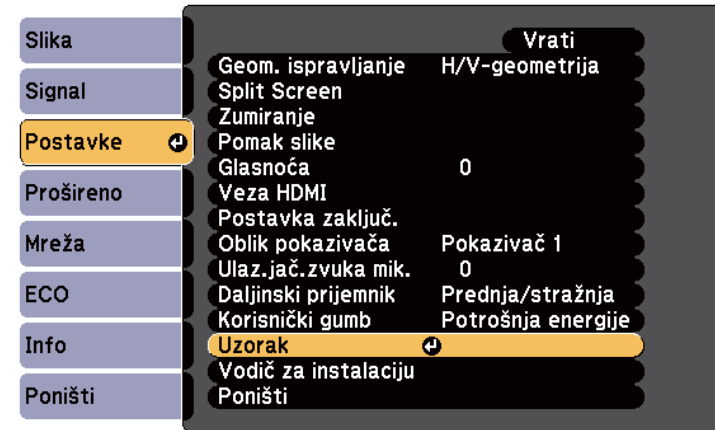 Slika
Signal
Postavke
Prošireno
Mreža
ECO
Info
Poništi
Vrati
Geom. ispravljanje H/V-geometrija
Split Screen
Zumiranje
Pomak slike
Glasnoća 0
Veza HDMI
Postavka zaključ.
Oblik pokazivača Pokazivač 1
Ulaz.jač.zvuka mik. 0
Daljinski prijemnik Prednja/stražnja
Korisnički gumb Potrošnja energije
Uzorak
Vodič za instalaciju
Poništi